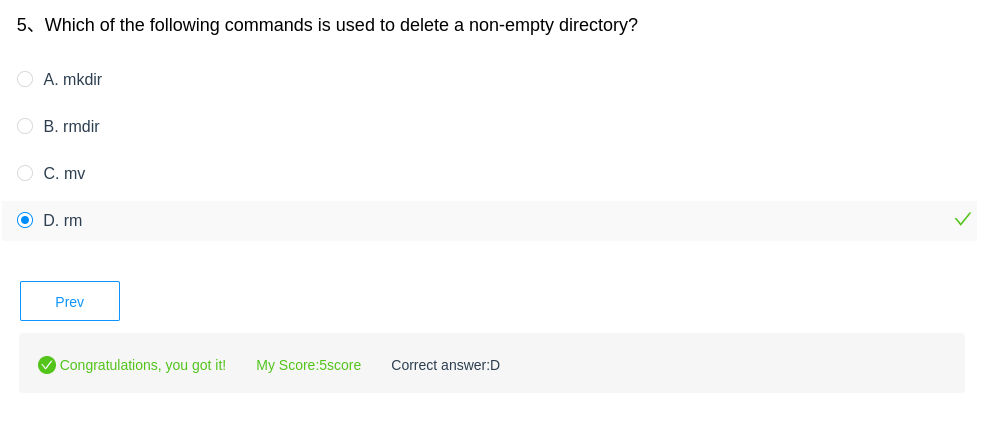 5、Which of the following commands is used to delete a non-empty directory?
A. mkdir
B. rmdir
C. mv
D. rm
Prev
Congratulations, you got it! My Score:5score Correct answer:D